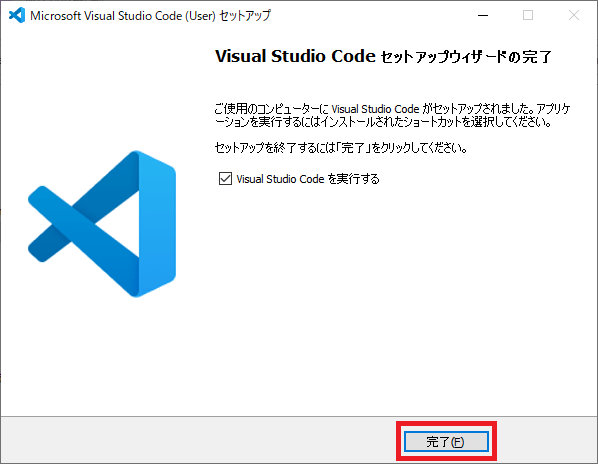 Microsoft Visual Studio Code (User) セットアップ
Visual Studio Code セットアップウィザードの完了
ご使用のコンピューターに Visual Studio Code がセットアップされました。アプリケ
ーションを実行するにはインストールされたショートカットを選択してください。
セットアップを終了するには「完了」をクリックしてください。
Visual Studio Code を実行する
完了(F)